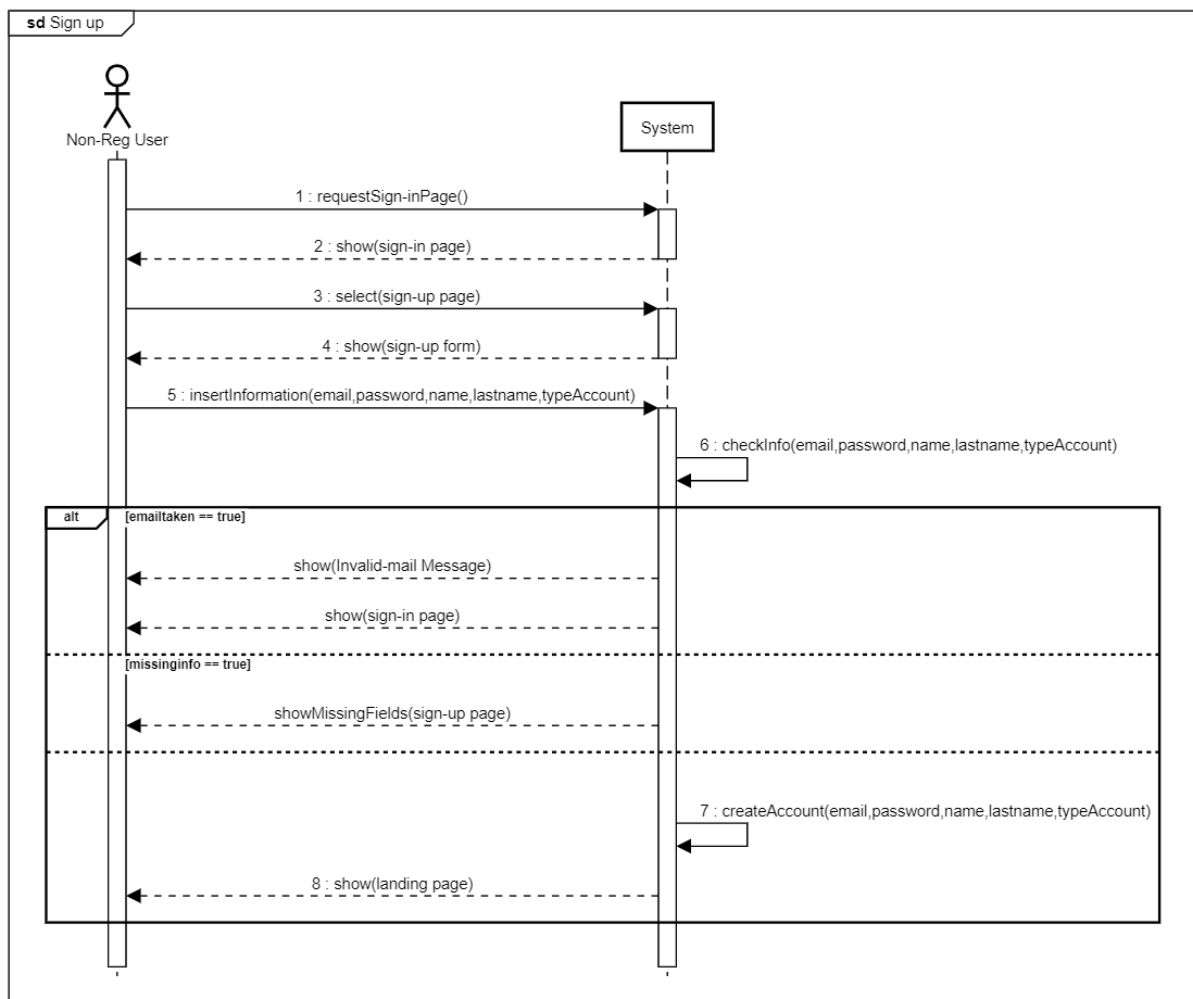 sd Sign up
Non-Reg User
System
1 : requestSign-inPage()
2 : show(sign-in page)
3 : select(sign-up page)
4 : show(sign-up form)
5 : insertInformation(email,password,name,lastname,typeAccount)
6 : checkInfo(email,password,name,lastname,typeAccount)
alt
[emailtaken == true]
show(Invalid-mail Message)
show(sign-in page)
[missinginfo == true]
showMissingFields(sign-up page)
7 : createAccount(email,password,name,lastname,typeAccount)
8 : show(landing page)